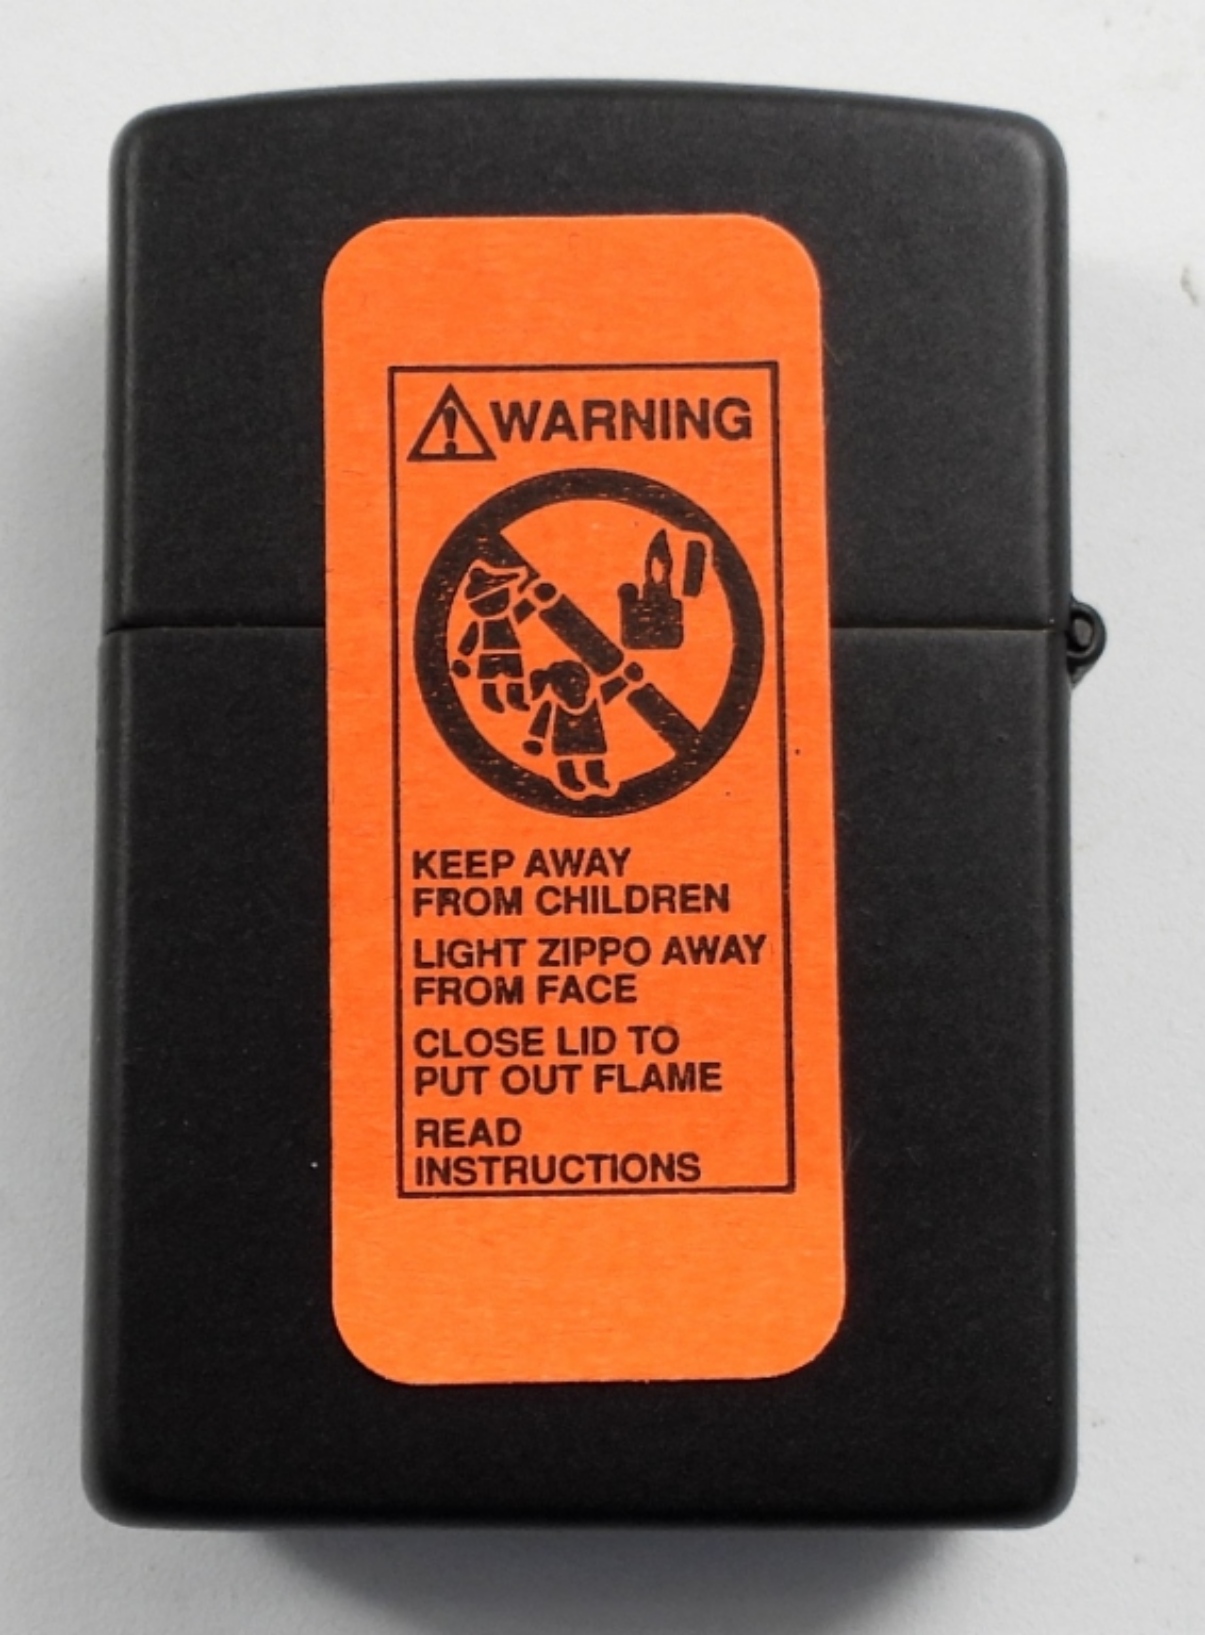 WARNING
KEEP AWAY
FROM CHILDREN
LIGHT ZIPPO AWAY
FROM FACE
CLOSE LID TO
PUT OUT FLAME
READ
INSTRUCTIONS